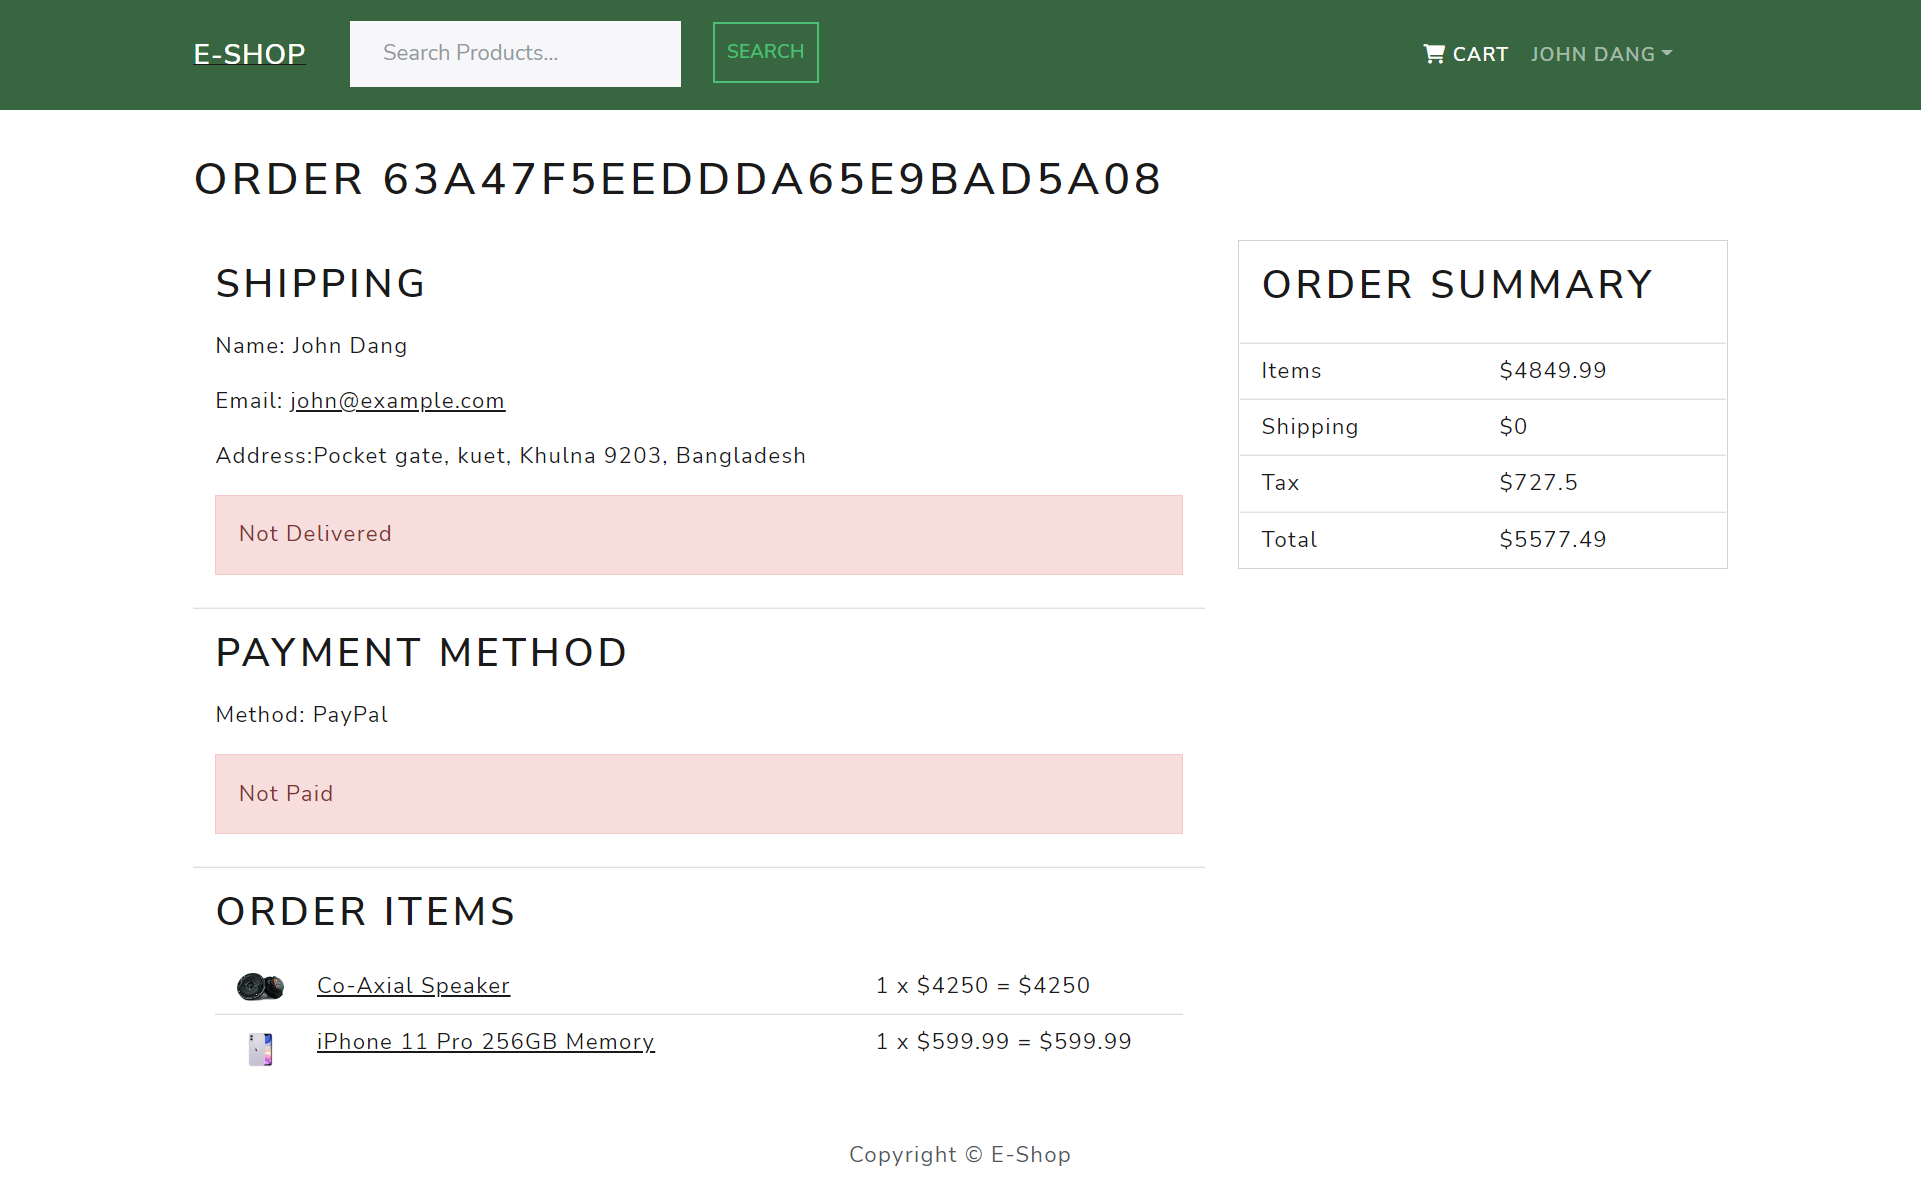 E-SHOP
Search Products...
SEARCH
CART
JOHN DANG
ORDER 63A47F5EEDDDA65E9BAD5A08
SHIPPING
Name: John Dang
Email: john@example.com
Address:Pocket gate, kuet, Khulna 9203, Bangladesh
Not Delivered
PAYMENT METHOD
Method: PayPal
Not Paid
ORDER ITEMS
Co-Axial Speaker 1 x $4250 = $4250
iPhone 11 Pro 256GB Memory 1 x $599.99 = $599.99
ORDER SUMMARY
Items $4849.99
Shipping $0
Tax $727.5
Total $5577.49
Copyright © E-Shop